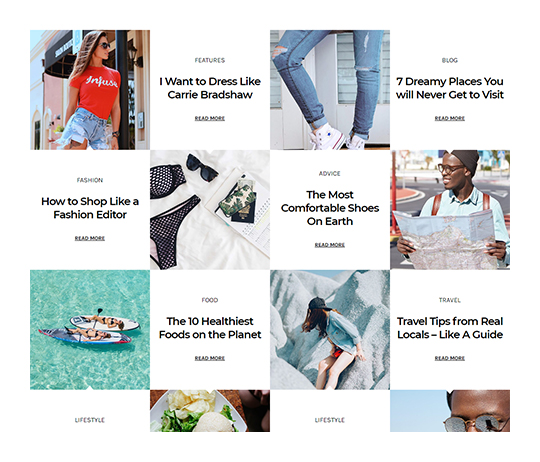 Infusé
FEATURES
I Want to Dress Like
Carrie Bradshaw
READ MORE
BLOG
7 Dreamy Places You
will Never Get to Visit
READ MORE
FASHION
How to Shop Like a
Fashion Editor
READ MORE
ADVICE
The Most
Comfortable Shoes
On Earth
READ MORE
FOOD
The 10 Healthiest
Foods on the Planet
READ MORE
TRAVEL
Travel Tips from Real
Locals – Like A Guide
READ MORE
LIFESTYLE
LIFESTYLE